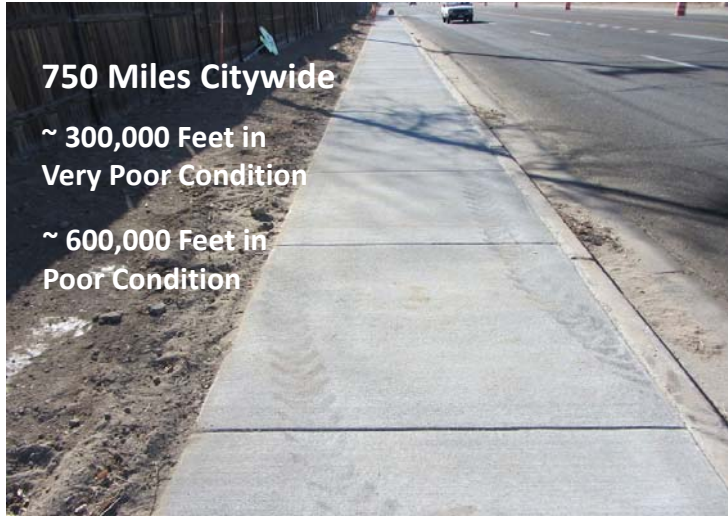 750 Miles Citywide
~ 300,000 Feet in
Very Poor Condition
~ 600,000 Feet in
Poor Condition